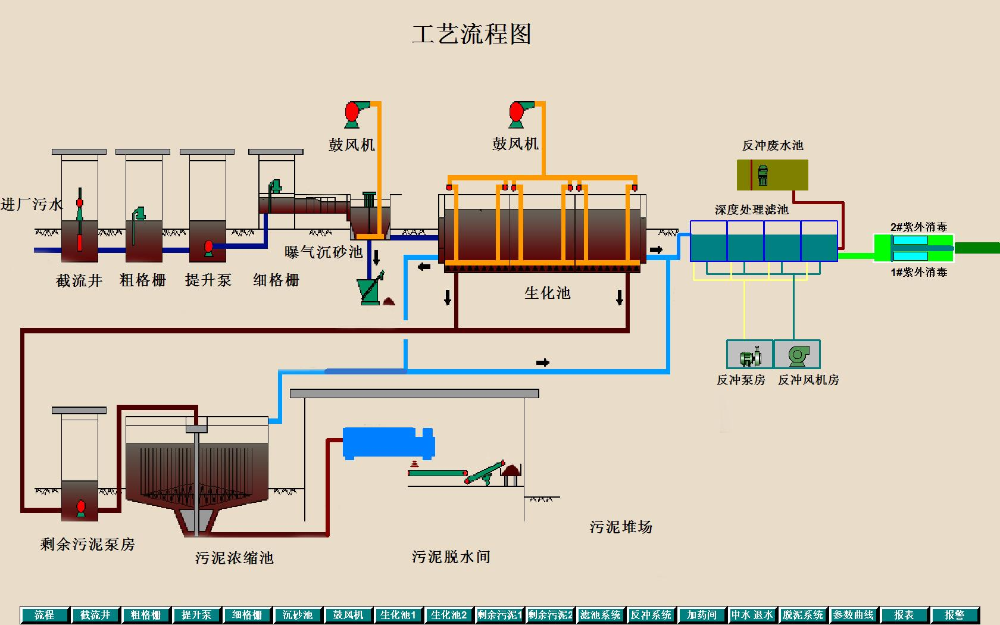 工艺流程图
鼓风机
鼓风机
反冲废水池
进厂污水
深度处理滤池
2#紫外消毒
曝气沉砂池
1#紫外消毒
截流井
粗格栅
提升泵
细格栅
生化池
反冲泵房
反冲风机房
污泥堆场
剩余污泥泵房
污泥浓缩池
污泥脱水间
流程 截流井 粗格栅 提升泵 细格栅 沉砂池 鼓风机 生化池1 生化池2 剩余污泥1 剩余污泥2 滤池系统 反冲系统 加药间 中水退水 脱泥系统 参数曲线 报表 报警